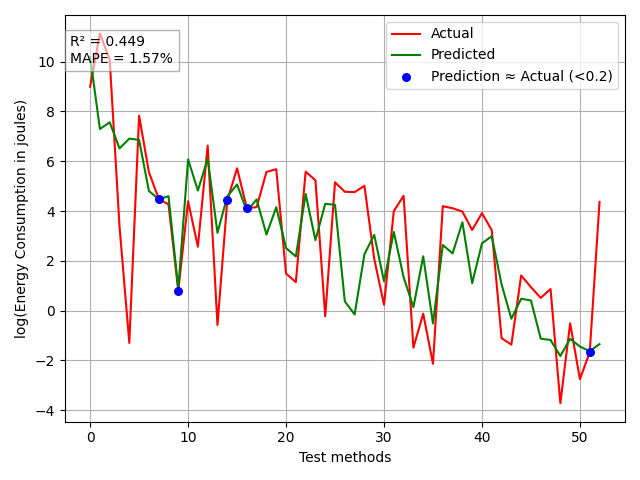 R² = 0.449
MAPE = 1.57%
Actual
Predicted
Prediction ≈ Actual (<0.2)
log(Energy Consumption in joules)
10
8
6
4
2
0
−2
−4
0 10 20 30 40 50
Test methods